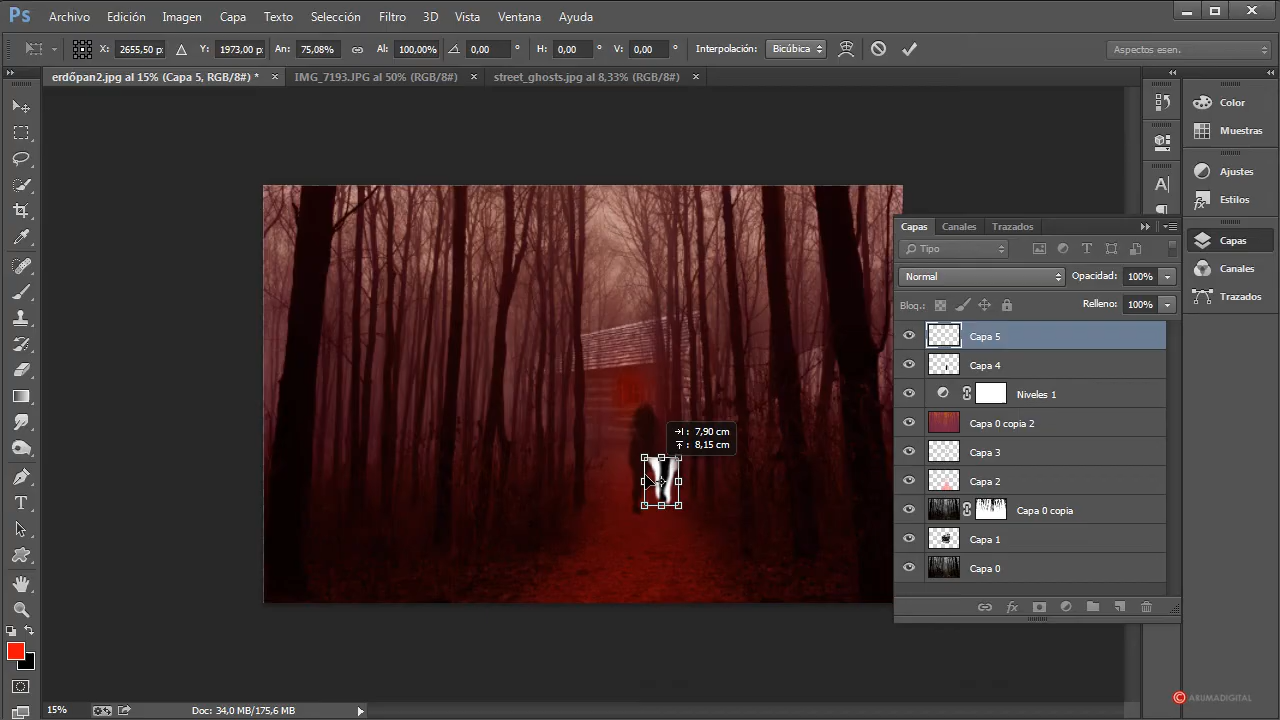 Ps Archivo Edición Imagen Capa Texto Selección Filtro 3D Vista Ventana Ayuda
X: 2655,50 px Y: 1973,00 px An: 75,08% Al: 100,00% 0,00 ° H: 0,00 ° V: 0,00 ° Interpolación: Bicúbica Aspectos esen.
erdőpan2.jpg al 15% (Capa 5, RGB/8#) * × IMG_7193.JPG al 50% (RGB/8#) × street_ghosts.jpg al 8,33% (RGB/8#) ×
Color
Muestras
Ajustes
Estilos
Capas
Canales
Trazados
Capas Canales Trazados
Tipo
Normal Opacidad: 100%
Bloq.: Relleno: 100%
Capa 5
Capa 4
Niveles 1
Capa 0 copia 2
Capa 3
Capa 2
Capa 0 copia
Capa 1
Capa 0
: 7,90 cm
: 8,15 cm
15% Doc: 34,0 MB/175,6 MB
© ARUMADIGITAL